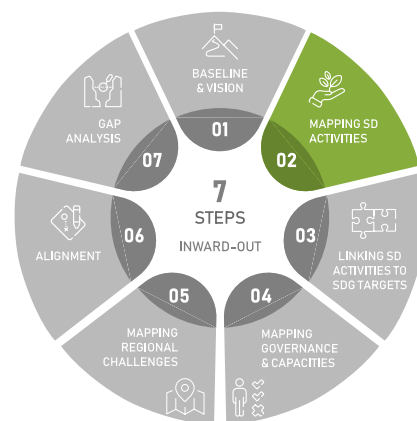 BASELINE
& VISION
01
MAPPING SD
ACTIVITIES
02
LINKING SD
ACTIVITIES TO
SDG TARGETS
03
MAPPING
GOVERNANCE
& CAPACITIES
04
MAPPING
REGIONAL
CHALLENGES
05
ALIGNMENT
06
GAP
ANALYSIS
07
7
STEPS
INWARD-OUT